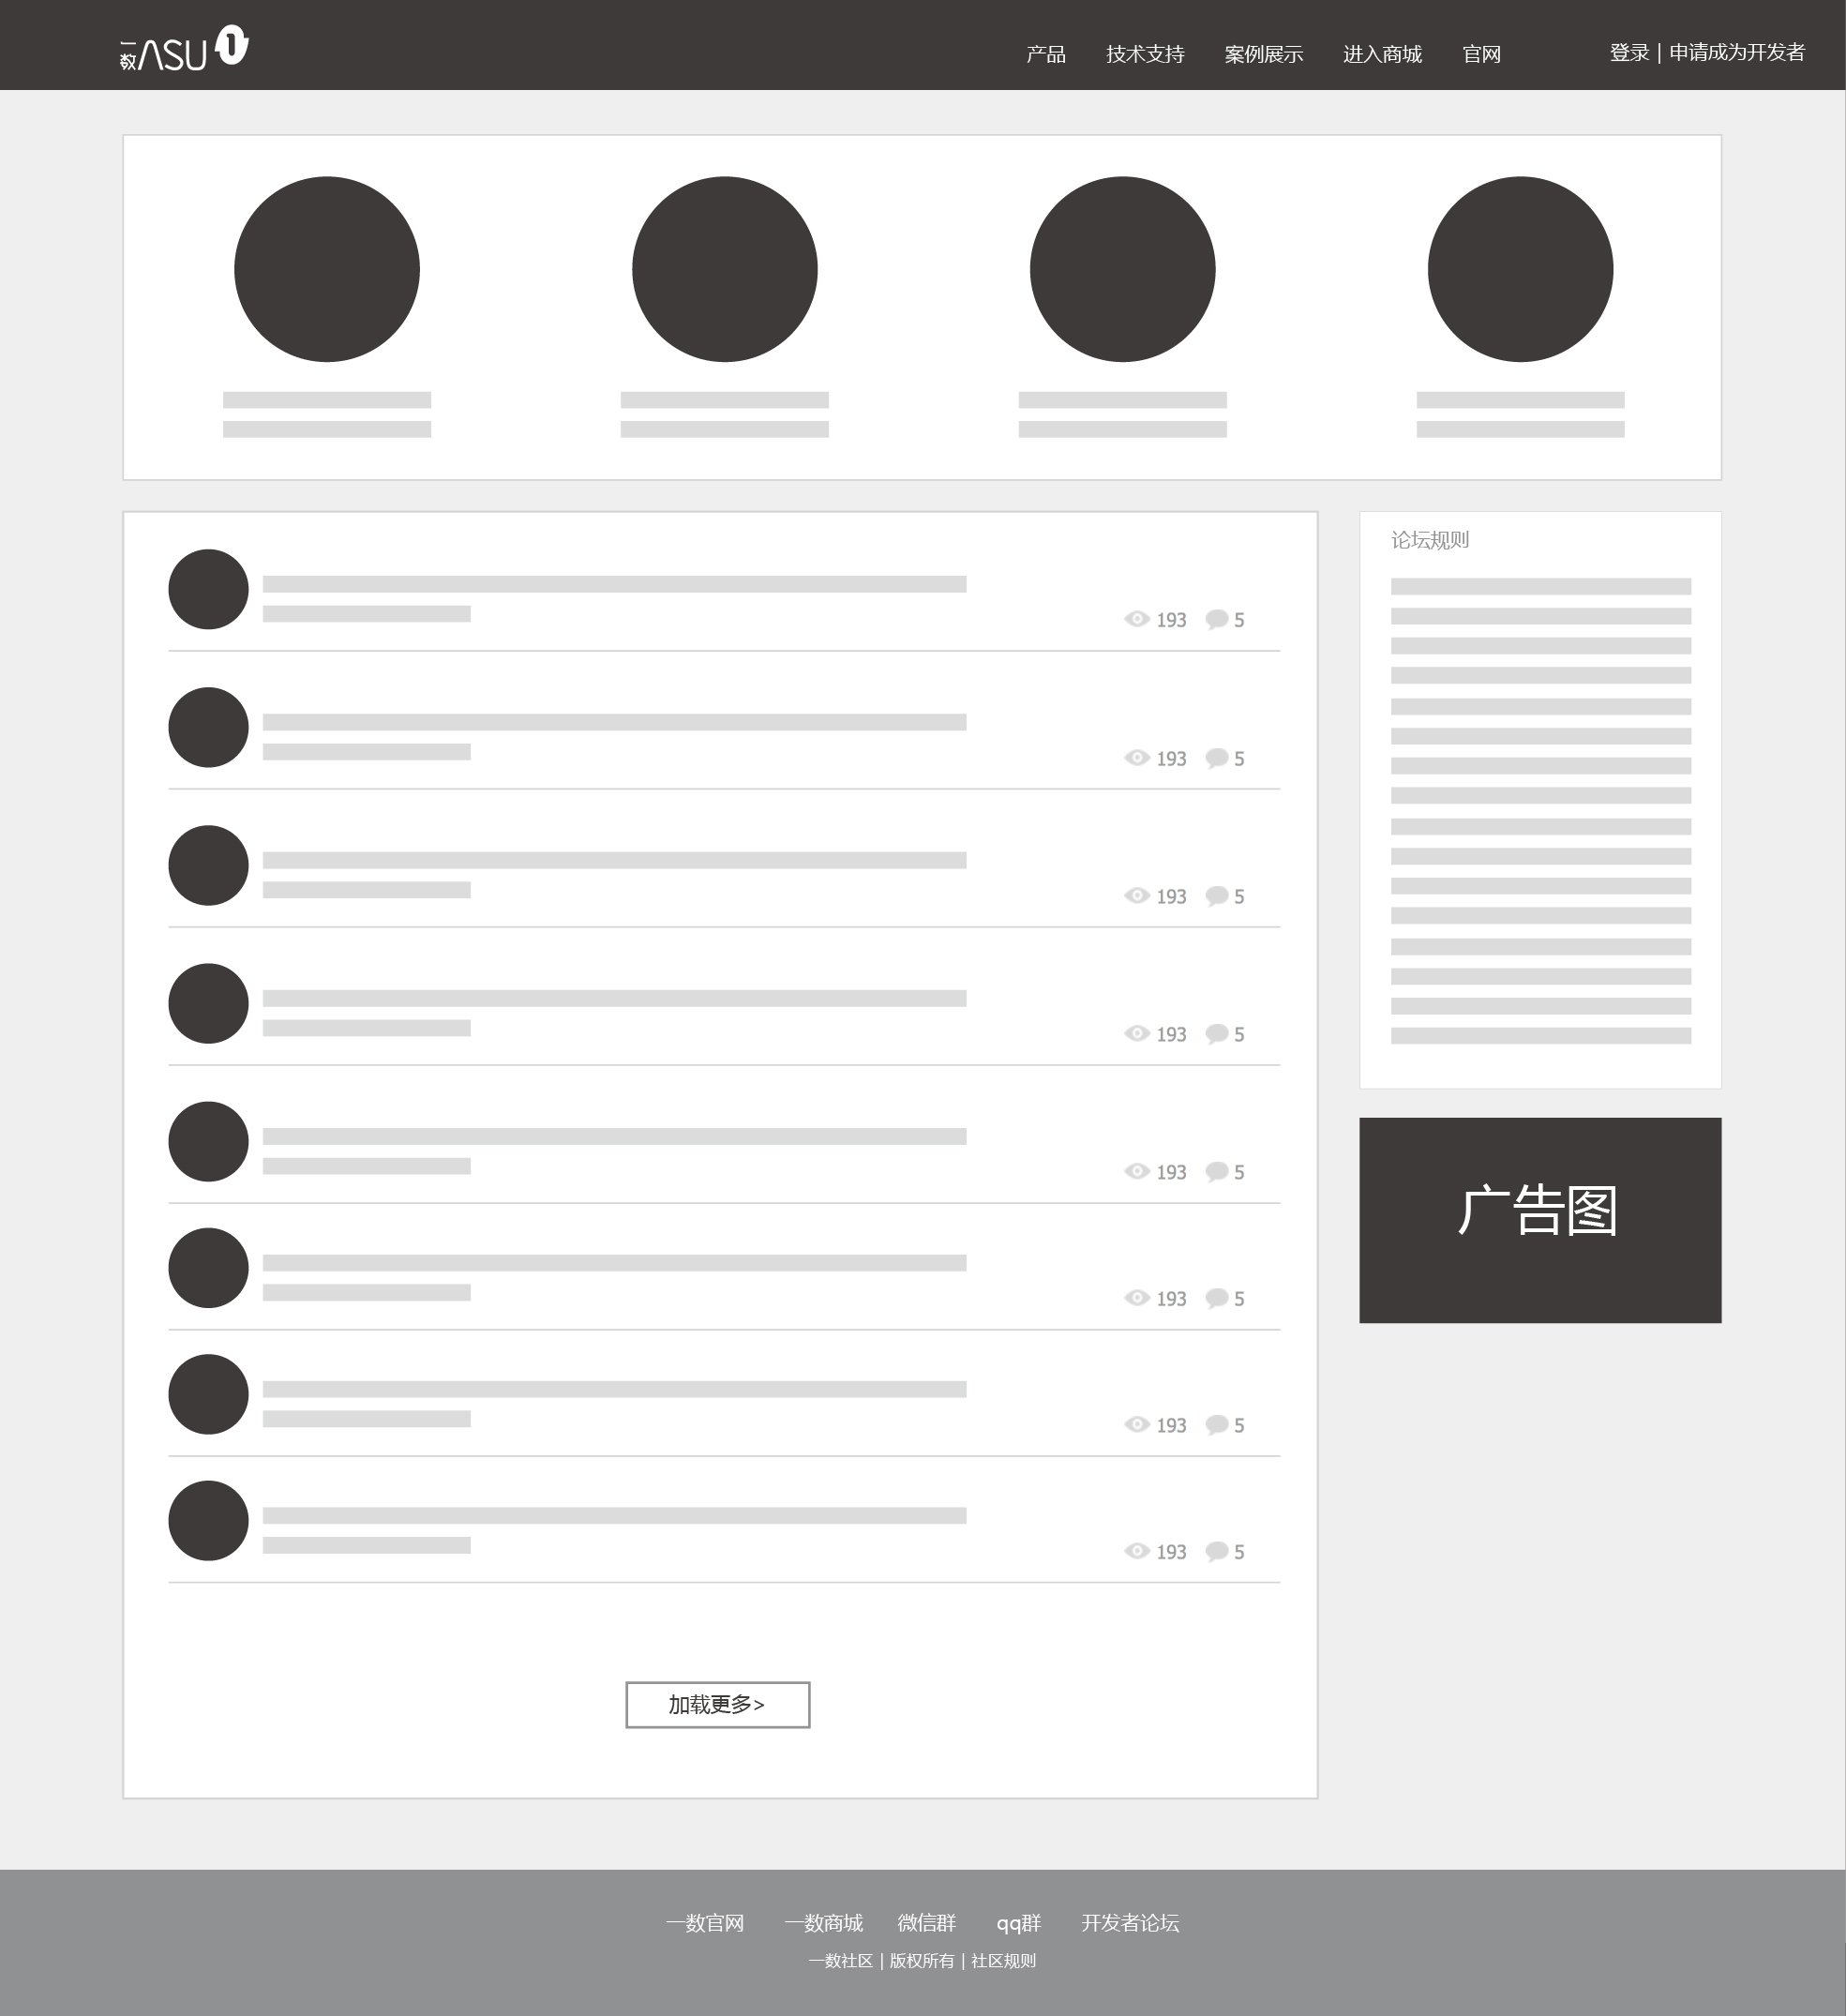 一数 ASU
产品 技术支持 案例展示 进入商城 官网 登录 | 申请成为开发者
论坛规则
193 5
193 5
193 5
193 5
193 5
193 5
193 5
193 5
广告图
加载更多>
一数官网 一数商城 微信群 qq群 开发者论坛
一数社区 | 版权所有 | 社区规则